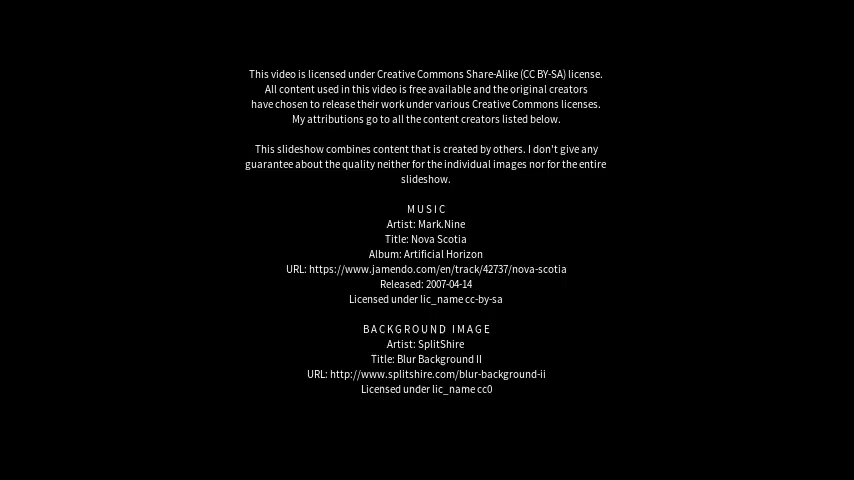 This video is licensed under Creative Commons Share-Alike (CC BY-SA) license.
All content used in this video is free available and the original creators
have chosen to release their work under various Creative Commons licenses.
My attributions go to all the content creators listed below.
This slideshow combines content that is created by others. I don't give any
guarantee about the quality neither for the individual images nor for the entire
slideshow.
MUSIC
Artist: Mark.Nine
Title: Nova Scotia
Album: Artificial Horizon
URL: https://www.jamendo.com/en/track/42737/nova-scotia
Released: 2007-04-14
Licensed under lic_name cc-by-sa
BACKGROUND IMAGE
Artist: SplitShire
Title: Blur Background II
URL: http://www.splitshire.com/blur-background-ii
Licensed under lic_name cc0